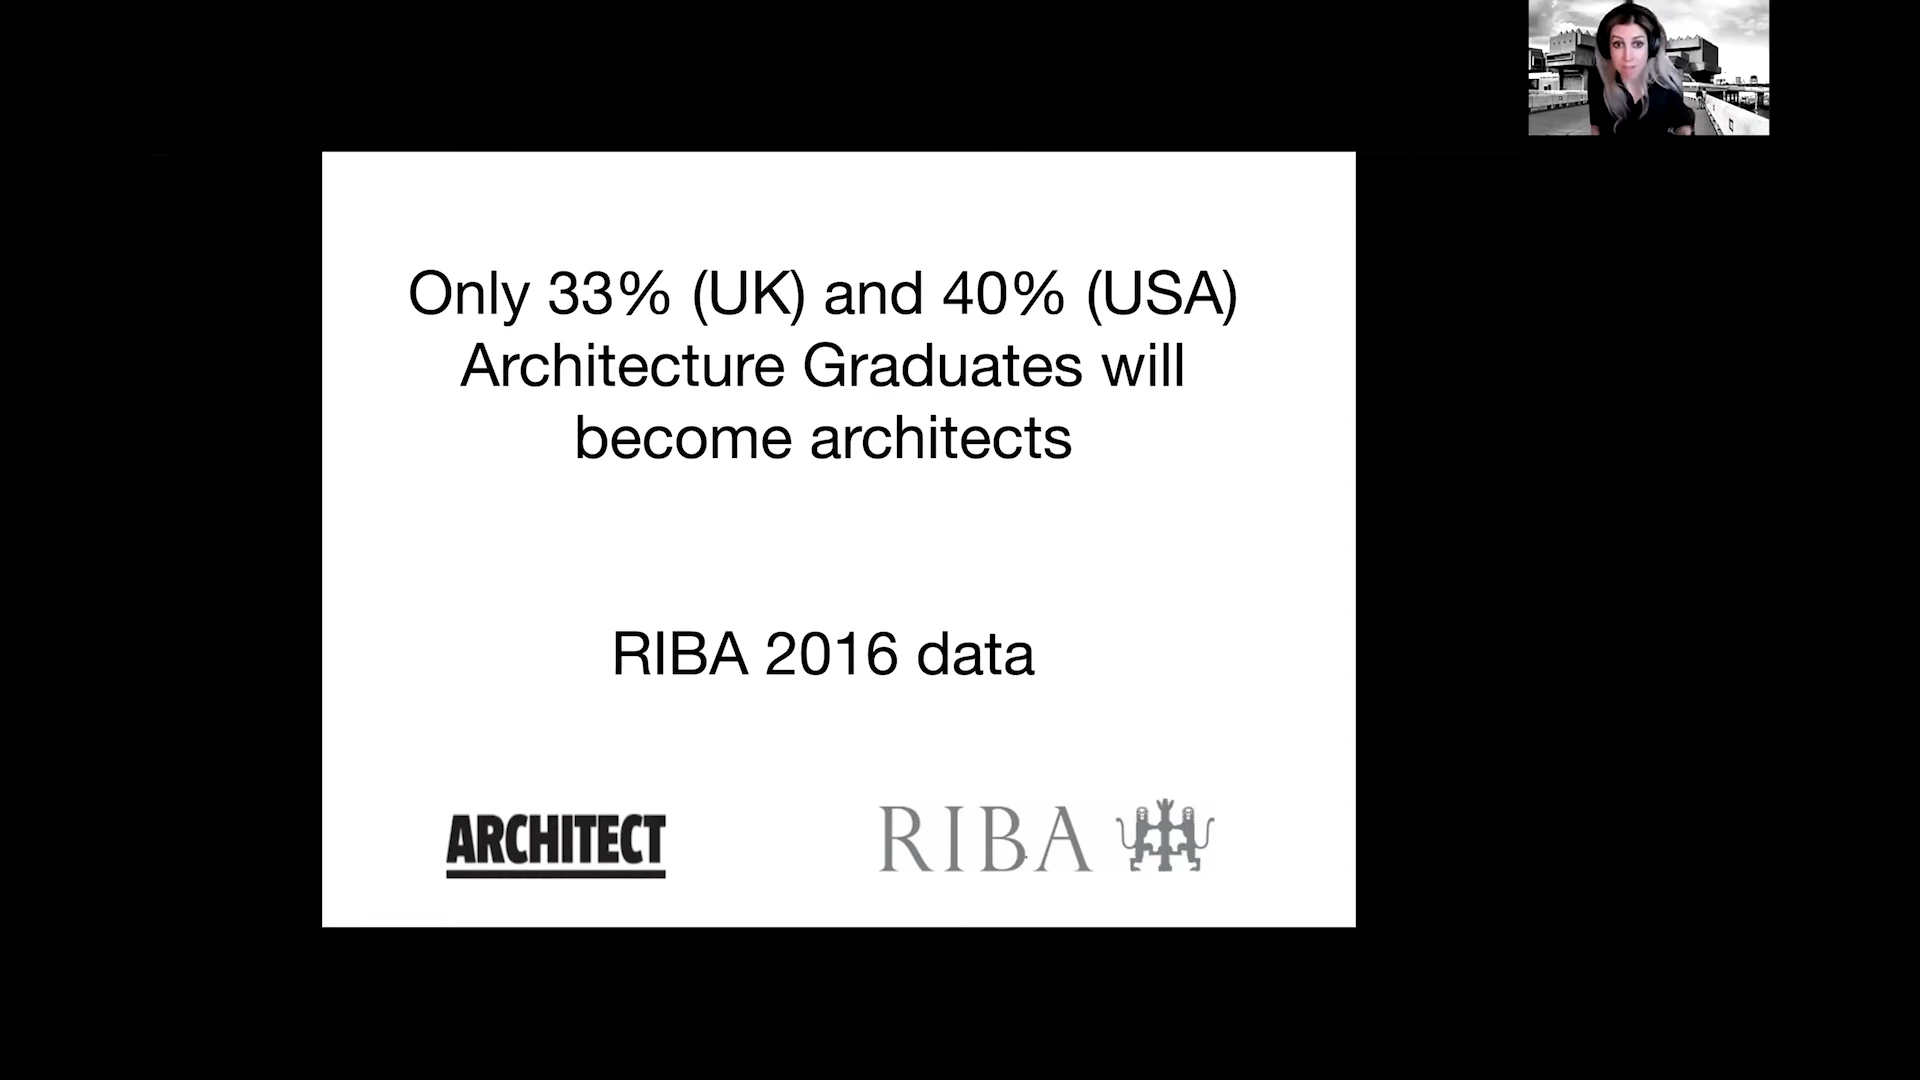 Only 33% (UK) and 40% (USA)
Architecture Graduates will
become architects
RIBA 2016 data
ARCHITECT
RIBA